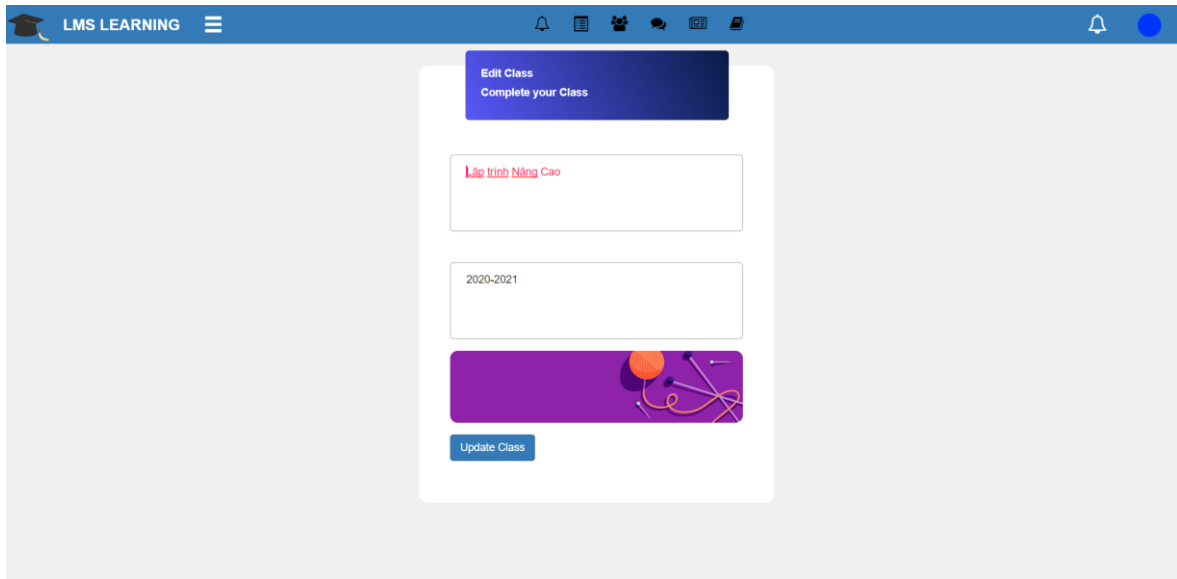 LMS LEARNING
Edit Class
Complete your Class
Lập trình Nâng Cao
2020-2021
Update Class